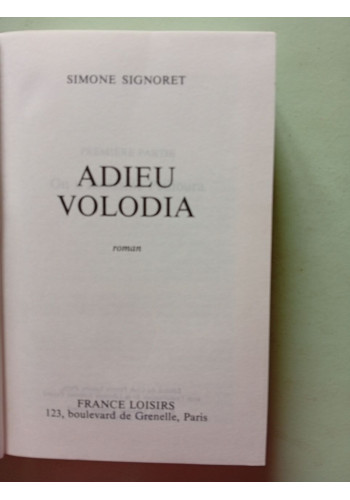 SIMONE SIGNORET
ADIEU
VOLODIA
roman
FRANCE LOISIRS
123, boulevard de Grenelle, Paris